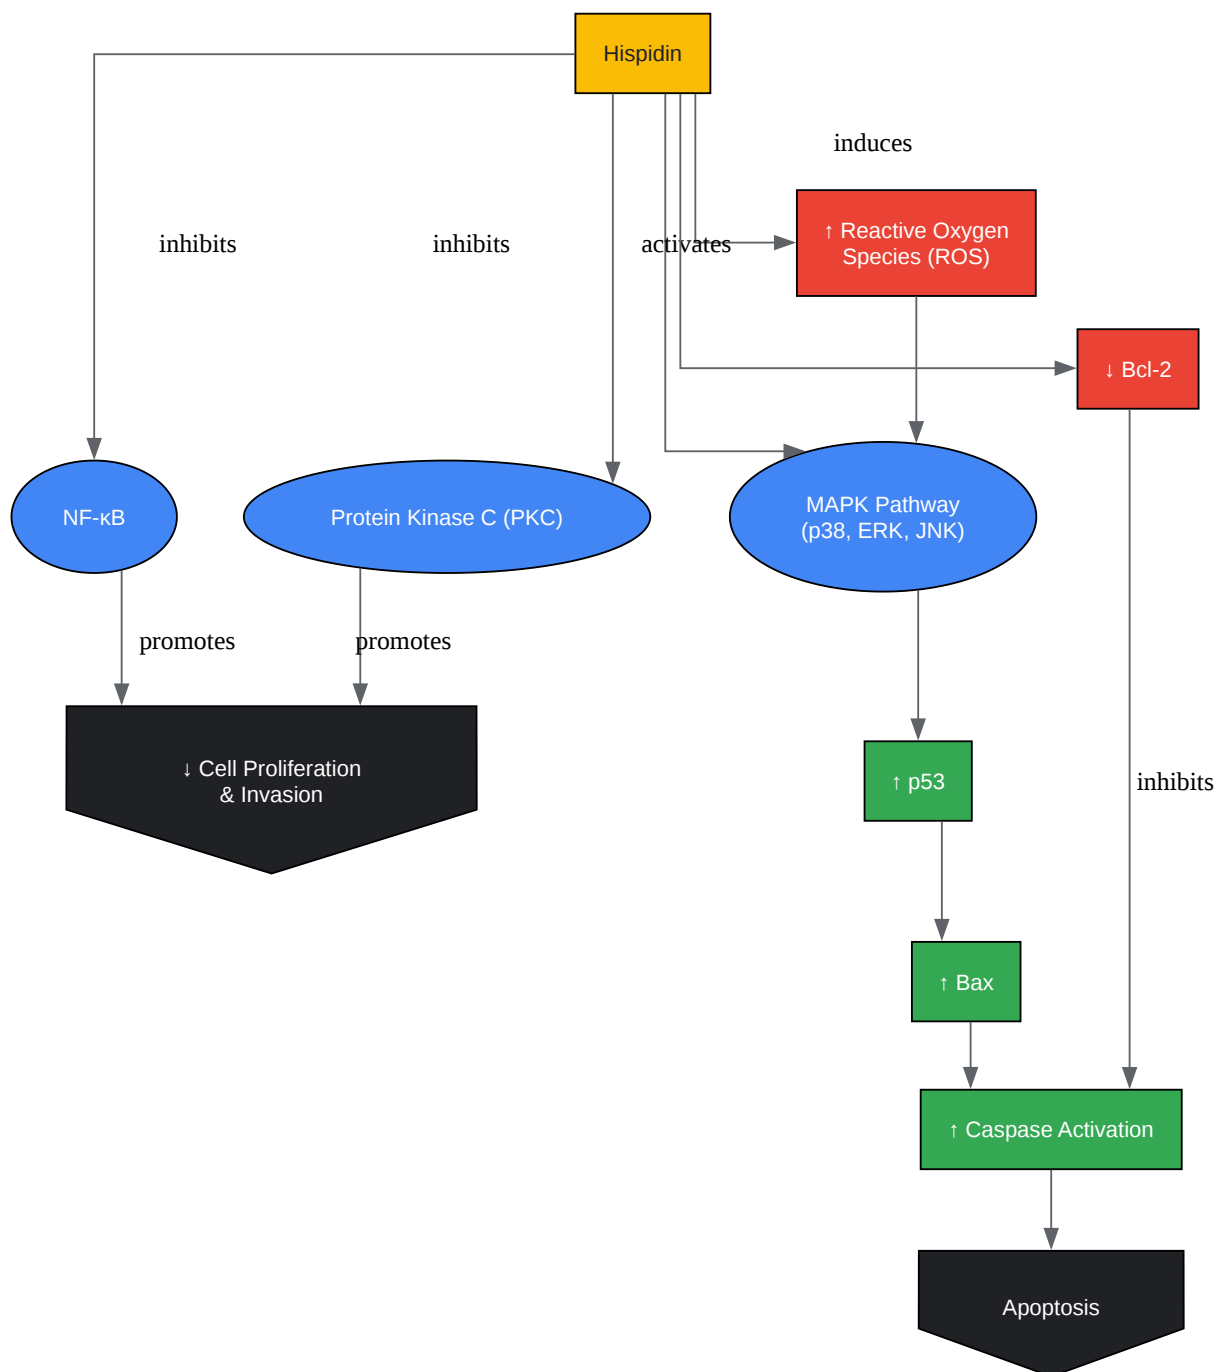 Hispidin
induces
inhibits
inhibits
activates
↑ Reactive Oxygen
Species (ROS)
↓ Bcl-2
NF-κB
Protein Kinase C (PKC)
MAPK Pathway
(p38, ERK, JNK)
promotes
promotes
↓ Cell Proliferation
& Invasion
↑ p53
inhibits
↑ Bax
↑ Caspase Activation
Apoptosis